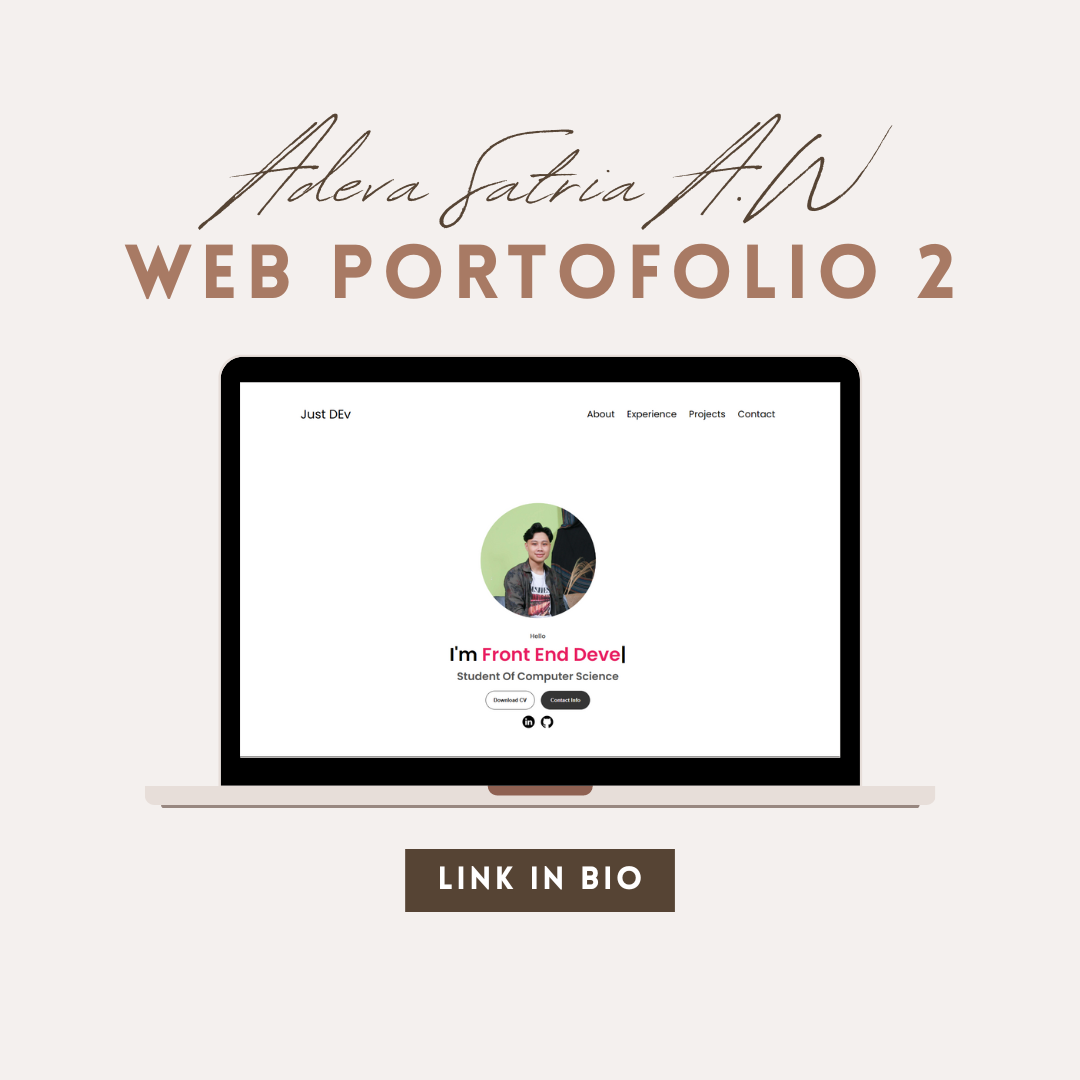 Adeva Satria A.W
WEB PORTOFOLIO 2
Just DEv
About Experience Projects Contact
Hello
I'm Front End Deve|
Student Of Computer Science
Download CV Contact Info
in
LINK IN BIO